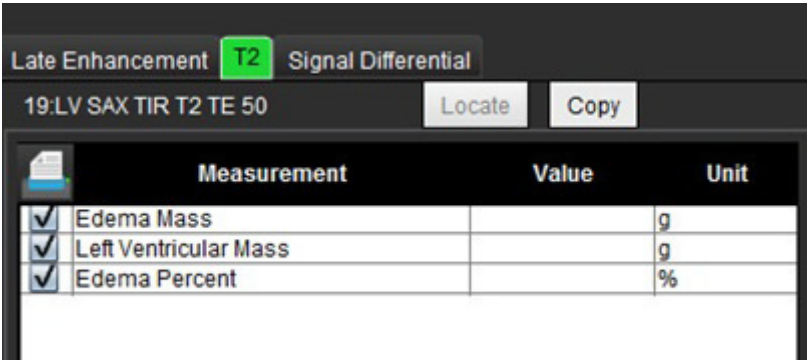 Late Enhancement T2 Signal Differential
19:LV SAX TIR T2 TE 50 Locate Copy
Measurement Value Unit
Edema Mass g
Left Ventricular Mass g
Edema Percent %